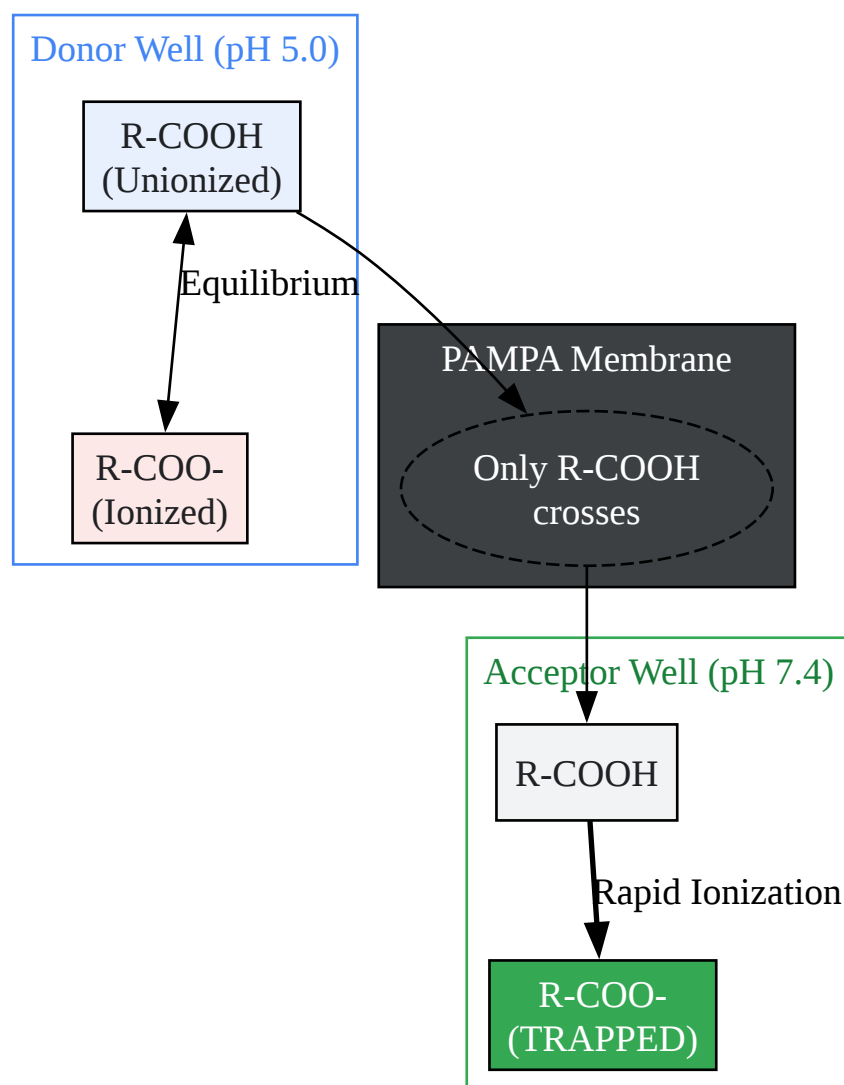 Donor Well (pH 5.0)
R-COOH
(Unionized)
Equilibrium
R-COO-
(Ionized)
PAMPA Membrane
Only R-COOH
crosses
Acceptor Well (pH 7.4)
R-COOH
Rapid Ionization
R-COO-
(TRAPPED)